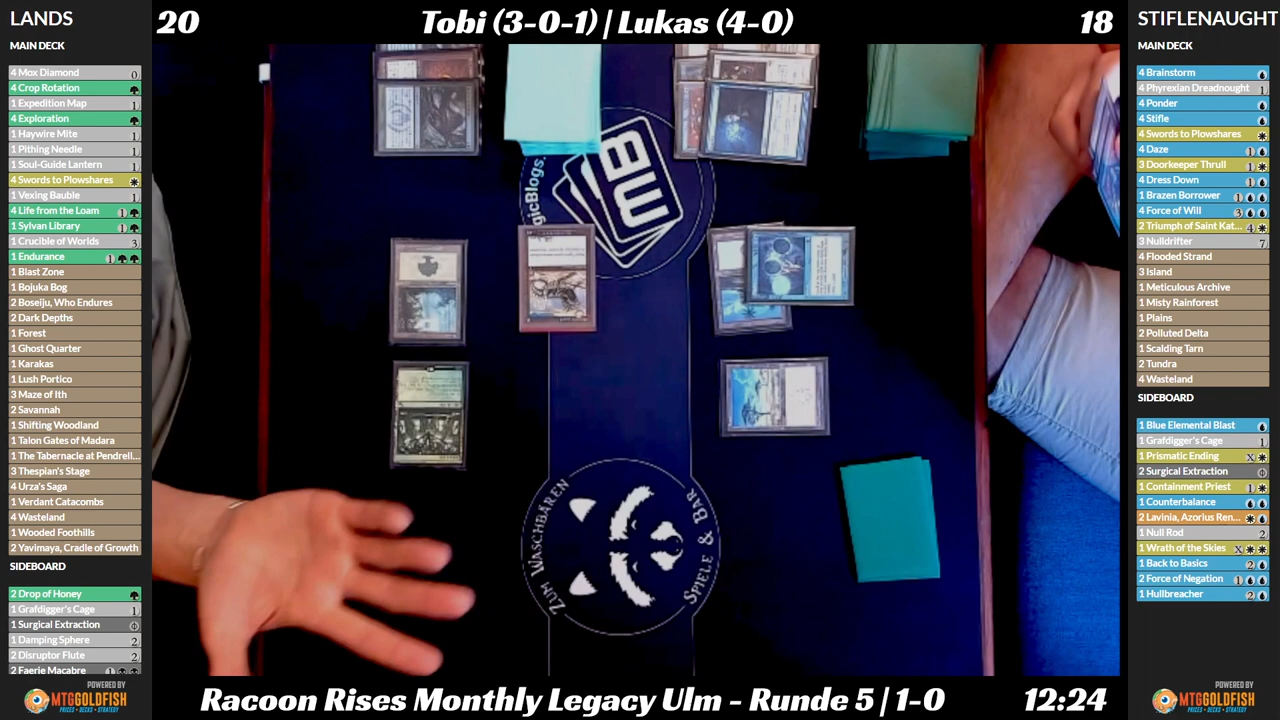 LANDS
MAIN DECK
4 Mox Diamond 0
4 Crop Rotation
1 Expedition Map 1
4 Exploration
1 Haywire Mite 1
1 Pithing Needle 1
1 Soul-Guide Lantern 1
4 Swords to Plowshares
1 Vexing Bauble 1
4 Life from the Loam 1
1 Sylvan Library 1
1 Crucible of Worlds 3
1 Endurance 1
1 Blast Zone
1 Bojuka Bog
2 Boseiju, Who Endures
2 Dark Depths
1 Forest
1 Ghost Quarter
1 Karakas
1 Lush Portico
3 Maze of Ith
2 Savannah
1 Shifting Woodland
1 Talon Gates of Madara
1 The Tabernacle at Pendrell...
3 Thespian's Stage
4 Urza's Saga
1 Verdant Catacombs
4 Wasteland
1 Wooded Foothills
2 Yavimaya, Cradle of Growth
SIDEBOARD
2 Drop of Honey
1 Grafdigger's Cage 1
1 Surgical Extraction
1 Damping Sphere 2
2 Disruptor Flute 2
2 Faerie Macabre 1
POWERED BY
MTGGOLDFISH
PRICES • DECKS • STRATEGY
20
Tobi (3-0-1) | Lukas (4-0)
18
gicBlogs.
MB
ZUM WASCHBÄREN
SPIELE & BAR
Racoon Rises Monthly Legacy Ulm - Runde 5 | 1-0
12:24
STIFLENAUGHT
MAIN DECK
4 Brainstorm
4 Phyrexian Dreadnought 1
4 Ponder
4 Stifle
4 Swords to Plowshares
4 Daze 1
3 Doorkeeper Thrull 1
4 Dress Down 1
1 Brazen Borrower 1
4 Force of Will 3
2 Triumph of Saint Kat... 4
3 Nulldrifter 7
4 Flooded Strand
3 Island
1 Meticulous Archive
1 Misty Rainforest
1 Plains
2 Polluted Delta
1 Scalding Tarn
2 Tundra
4 Wasteland
SIDEBOARD
1 Blue Elemental Blast
1 Grafdigger's Cage 1
1 Prismatic Ending X
2 Surgical Extraction
1 Containment Priest 1
1 Counterbalance
2 Lavinia, Azorius Ren...
1 Null Rod 2
1 Wrath of the Skies X
1 Back to Basics 2
2 Force of Negation 1
1 Hullbreacher 2
POWERED BY
MTGGOLDFISH
PRICES • DECKS • STRATEGY